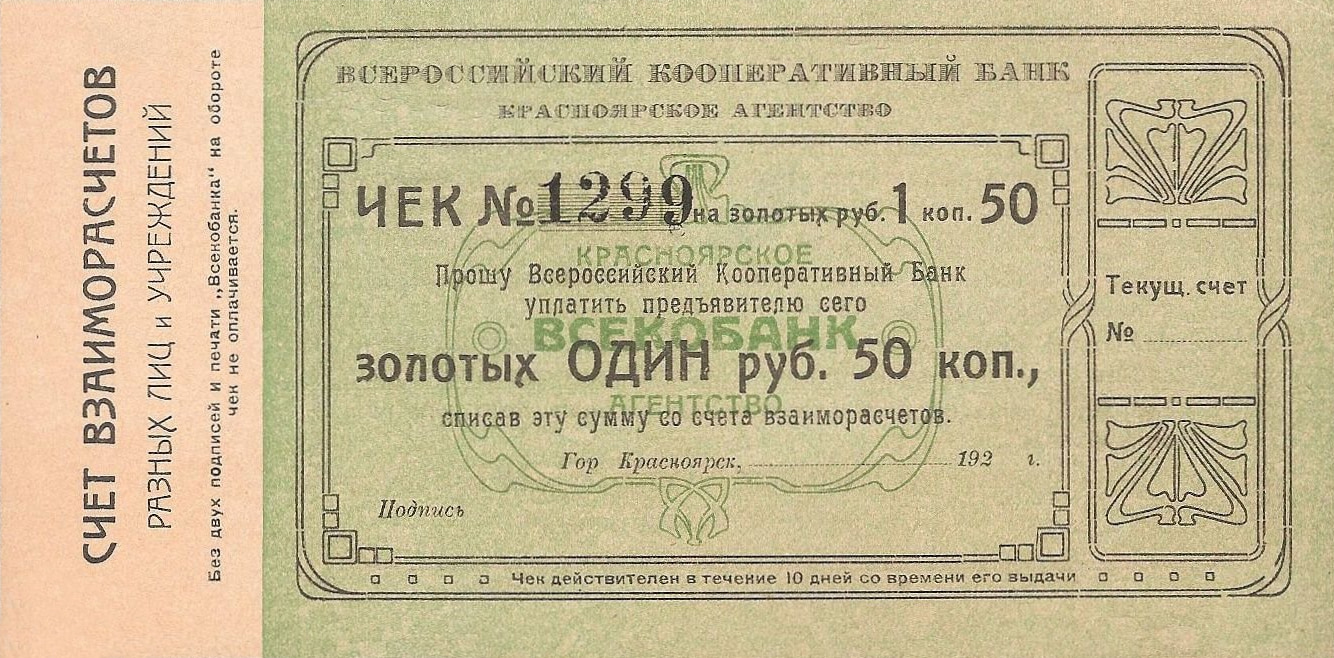 СЧЕТ ВЗАИМОРАСЧЕТОВ
РАЗНЫХ ЛИЦ и УЧРЕЖДЕНИЙ
Без двух подписей и печати „Всекобанка“ на обороте
чек не оплачивается.
ВСЕРОССИЙСКИЙ КООПЕРАТИВНЫЙ БАНК
КРАСНОЯРСКОЕ АГЕНТСТВО
ЧЕК №1299 на золотых руб. 1 коп. 50
КРАСНОЯРСКОЕ
Прошу Всероссийский Кооперативный Банк
уплатить предъявителю сего
ВСЕКОБАНК
золотых ОДИН руб. 50 коп.,
АГЕНТСТВО
списав эту сумму со счета взаиморасчетов.
Гор Красноярск, 192 г.
Подпись
Чек действителен в течение 10 дней со времени его выдачи
Текущ. счет
№